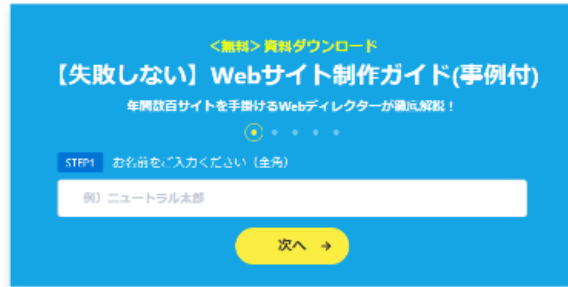 <無料>資料ダウンロード
【失敗しない】Webサイト制作ガイド(事例付)
年間数百サイトを手掛けるWebディレクターが徹底解説！
STEP1 お名前をご入力ください（全角）
例）ニュートラル太郎
次へ →